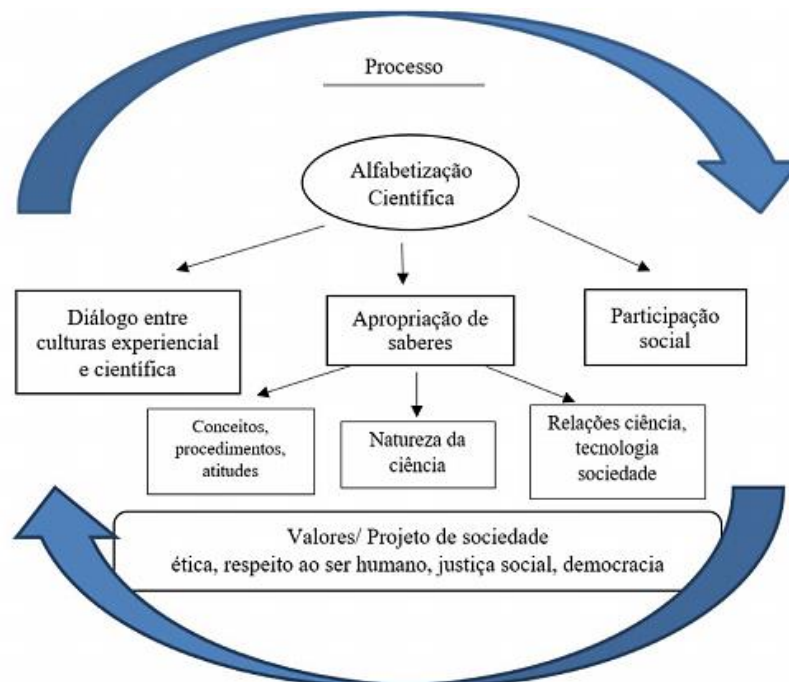 Processo
Alfabetização
Científica
Diálogo entre
culturas experiencial
e científica
Apropriação de
saberes
Participação
social
Conceitos,
procedimentos,
atitudes
Natureza da
ciência
Relações ciência,
tecnologia
sociedade
Valores/ Projeto de sociedade
ética, respeito ao ser humano, justiça social, democracia